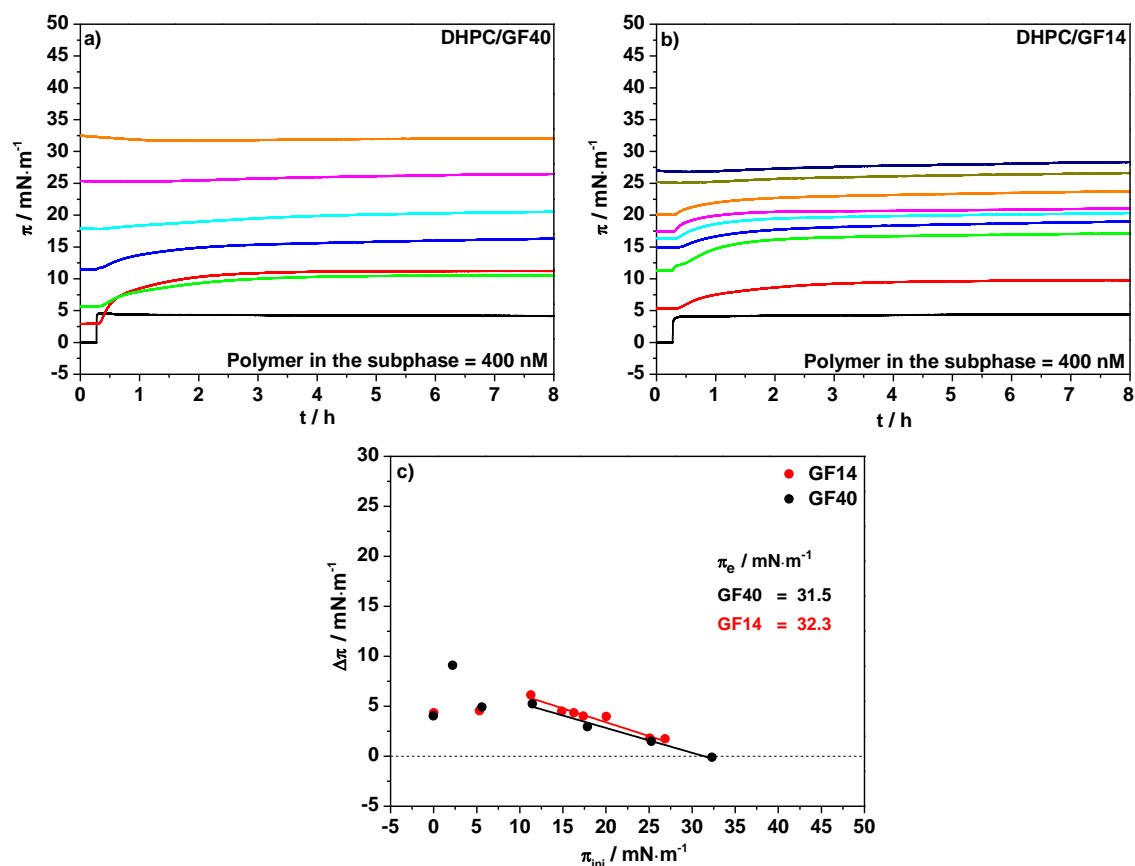 a)
DHPC/GF40
50
45
40
35
30
25
20
15
10
5
0
-5
π / mN·m⁻¹
Polymer in the subphase = 400 nM
0 1 2 3 4 5 6 7 8
t / h
b)
DHPC/GF14
50
45
40
35
30
25
20
15
10
5
0
-5
π / mN·m⁻¹
Polymer in the subphase = 400 nM
0 1 2 3 4 5 6 7 8
t / h
c)
GF14
GF40
30
25
20
15
10
5
0
-5
Δπ / mN·m⁻¹
πe / mN·m⁻¹
GF40 = 31.5
GF14 = 32.3
-5 0 5 10 15 20 25 30 35 40 45 50
πini / mN·m⁻¹